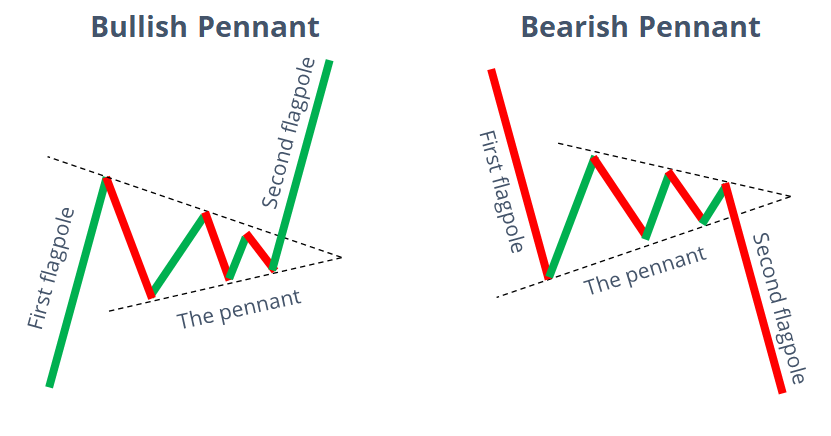 Bullish Pennant
First flagpole
The pennant
Second flagpole
Bearish Pennant
First flagpole
The pennant
Second flagpole